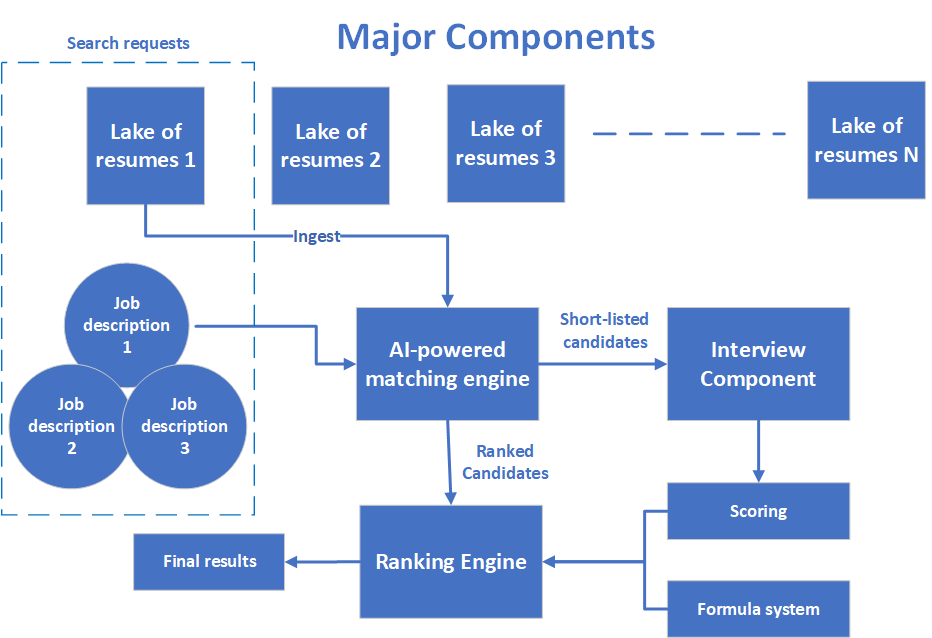 Major Components
Search requests
Lake of
resumes 1
Lake of
resumes 2
Lake of
resumes 3
Lake of
resumes N
Ingest
Job
description
1
Job
description
2
Job
description
3
AI-powered
matching engine
Short-listed
candidates
Interview
Component
Ranked
Candidates
Scoring
Ranking Engine
Final results
Formula system